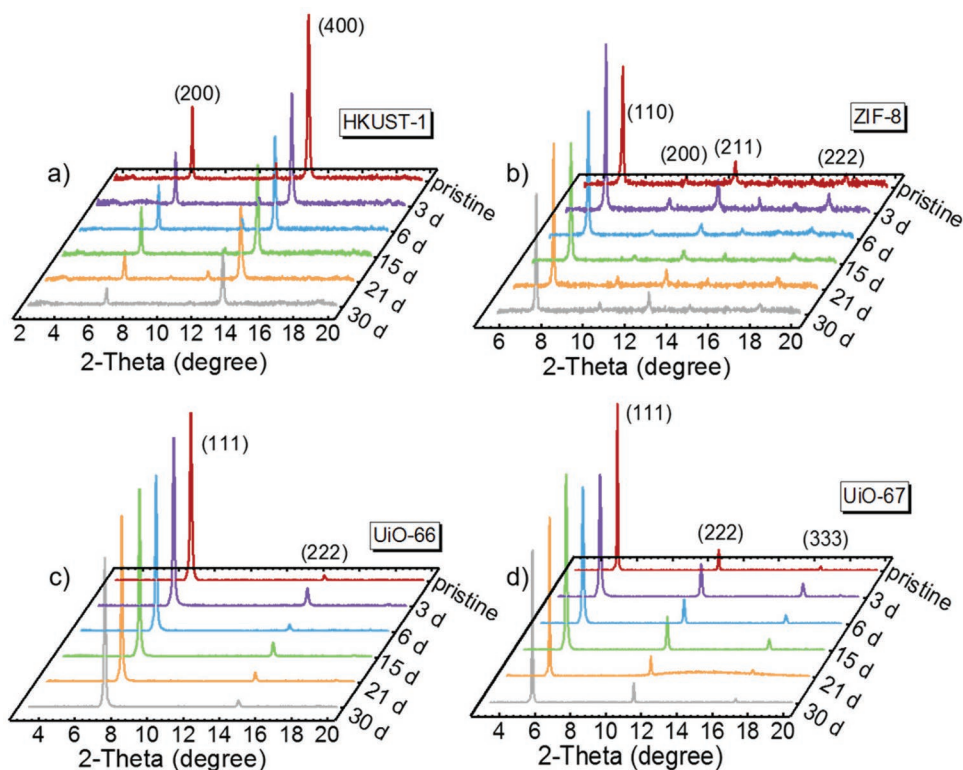 (400)
(200)
HKUST-1
a)
pristine
3 d
6 d
15 d
21 d
30 d
2 4 6 8 10 12 14 16 18 20
2-Theta (degree)
(110)
ZIF-8
(200) (211) (222)
b)
pristine
3 d
6 d
15 d
21 d
30 d
6 8 10 12 14 16 18 20
2-Theta (degree)
(111)
UiO-66
(222)
c)
pristine
3 d
6 d
15 d
21 d
30 d
4 6 8 10 12 14 16 18 20
2-Theta (degree)
(111)
UiO-67
(222) (333)
d)
pristine
3 d
6 d
15 d
21 d
30 d
4 6 8 10 12 14 16 18 20
2-Theta (degree)